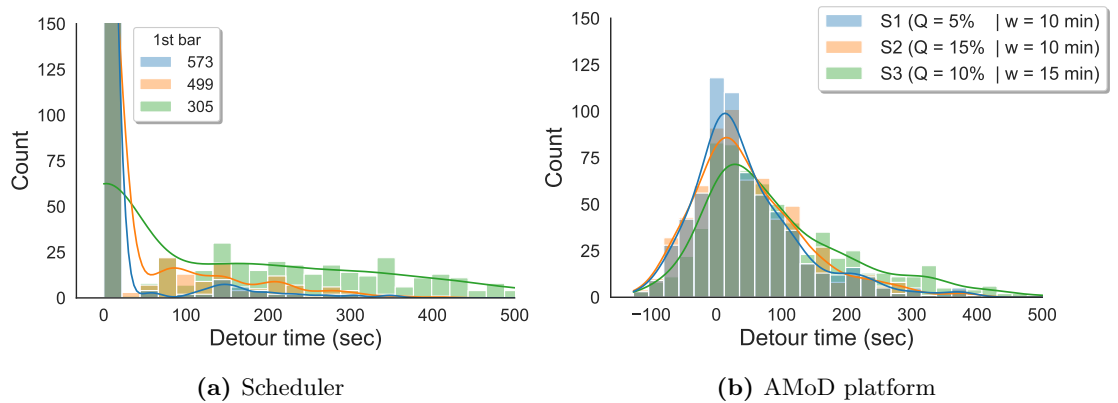 150
125
100
75
50
25
0
Count
1st bar
573
499
305
0 100 200 300 400 500
Detour time (sec)
(a) Scheduler
150
125
100
75
50
25
0
Count
S1 (Q = 5% | w = 10 min)
S2 (Q = 15% | w = 10 min)
S3 (Q = 10% | w = 15 min)
−100 0 100 200 300 400 500
Detour time (sec)
(b) AMoD platform